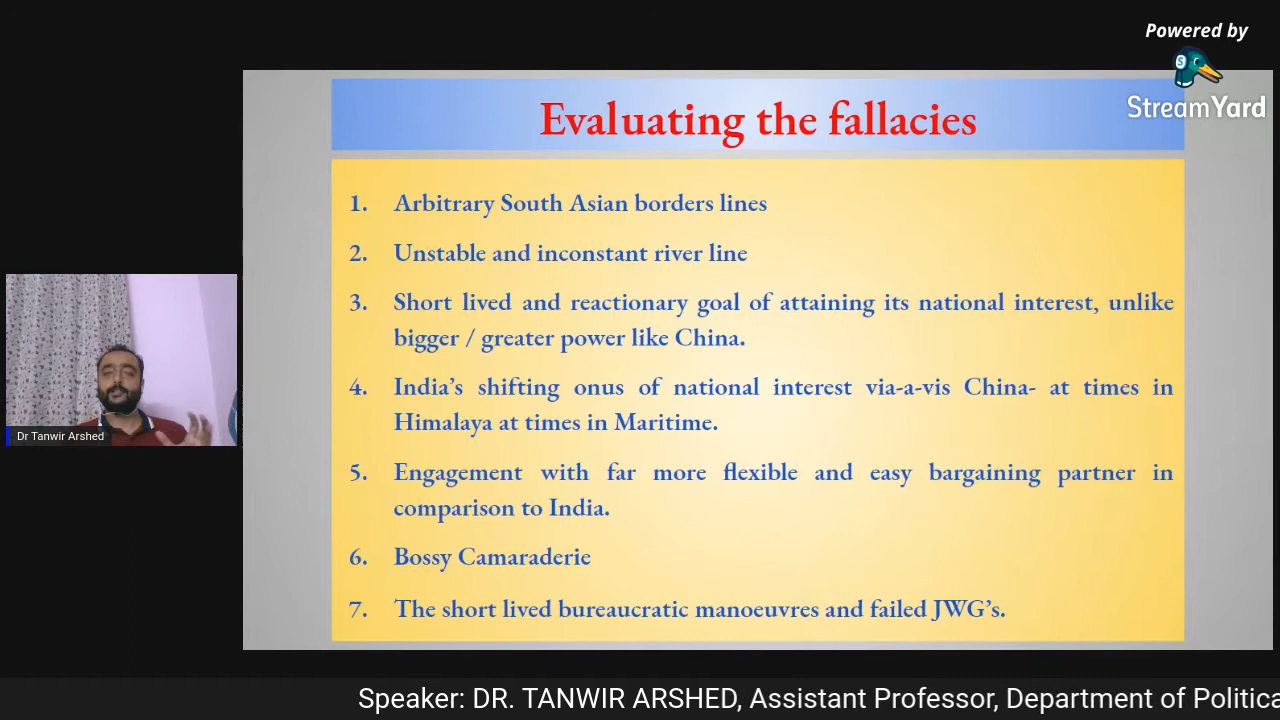 Powered by
StreamYard
Evaluating the fallacies
1. Arbitrary South Asian borders lines
2. Unstable and inconstant river line
3. Short lived and reactionary goal of attaining its national interest, unlike
bigger / greater power like China.
4. India's shifting onus of national interest via-a-vis China- at times in
Himalaya at times in Maritime.
5. Engagement with far more flexible and easy bargaining partner in
comparison to India.
6. Bossy Camaraderie
7. The short lived bureaucratic manoeuvres and failed JWG's.
Dr Tanwir Arshed
Speaker: DR. TANWIR ARSHED, Assistant Professor, Department of Politica